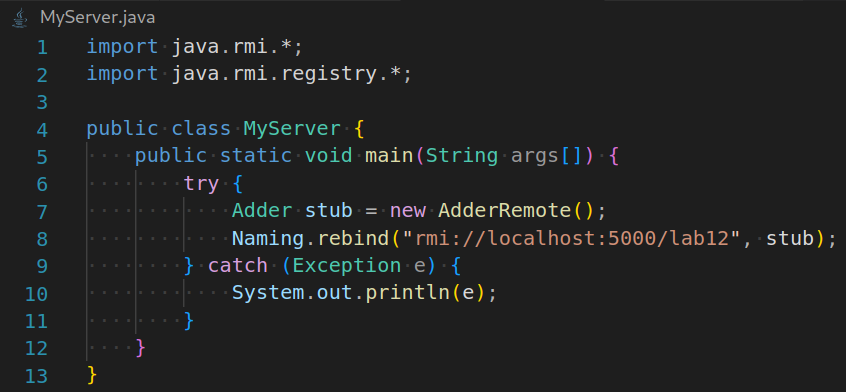 MyServer.java
1 import java.rmi.*;
2 import java.rmi.registry.*;
3
4 public class MyServer {
5     public static void main(String args[]) {
6         try {
7             Adder stub = new AdderRemote();
8             Naming.rebind("rmi://localhost:5000/lab12", stub);
9         } catch (Exception e) {
10             System.out.println(e);
11         }
12     }
13 }